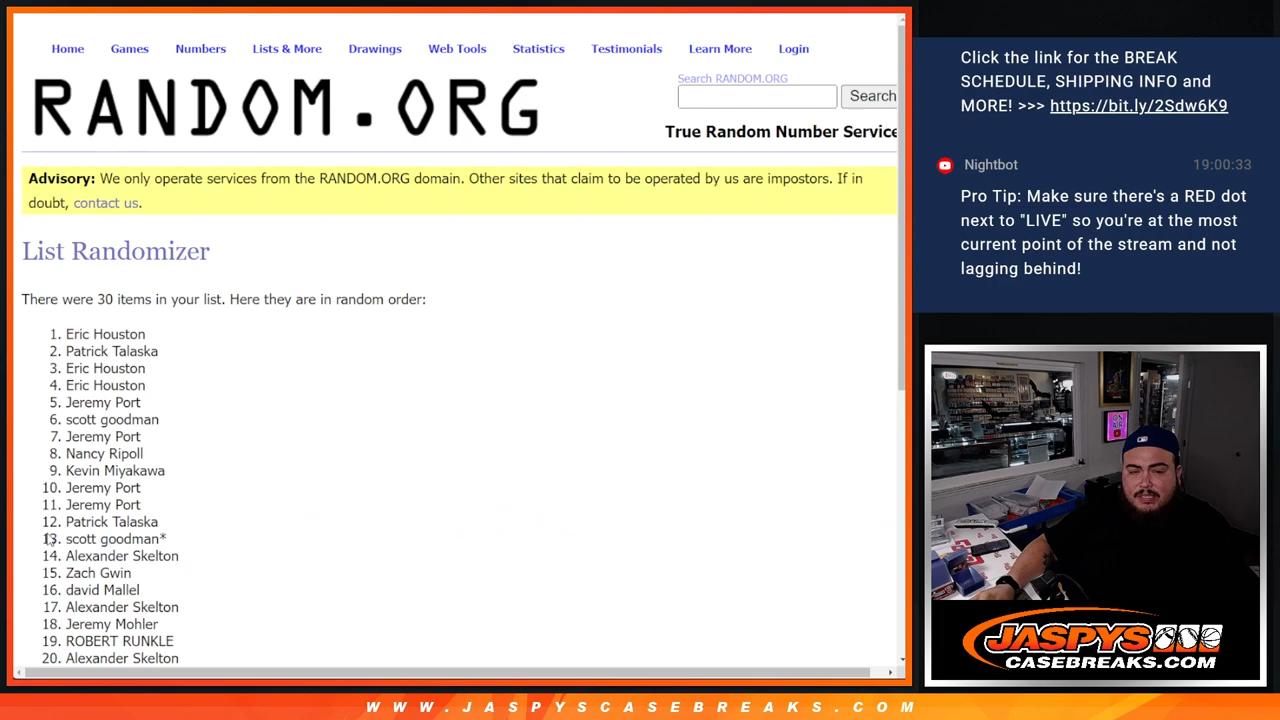 Home Games Numbers Lists & More Drawings Web Tools Statistics Testimonials Learn More Login
RANDOM.ORG
Search RANDOM.ORG
Search
True Random Number Service
Advisory: We only operate services from the RANDOM.ORG domain. Other sites that claim to be operated by us are impostors. If in
doubt, contact us.
List Randomizer
There were 30 items in your list. Here they are in random order:
1. Eric Houston
2. Patrick Talaska
3. Eric Houston
4. Eric Houston
5. Jeremy Port
6. scott goodman
7. Jeremy Port
8. Nancy Ripoll
9. Kevin Miyakawa
10. Jeremy Port
11. Jeremy Port
12. Patrick Talaska
13. scott goodman*
14. Alexander Skelton
15. Zach Gwin
16. david Mallel
17. Alexander Skelton
18. Jeremy Mohler
19. ROBERT RUNKLE
20. Alexander Skelton
Click the link for the BREAK
SCHEDULE, SHIPPING INFO and
MORE! >>> https://bit.ly/2Sdw6K9
Nightbot 19:00:33
Pro Tip: Make sure there's a RED dot
next to "LIVE" so you're at the most
current point of the stream and not
lagging behind!
JASPYS
CASEBREAKS.COM
WWW.JASPYSCASEBREAKS.COM